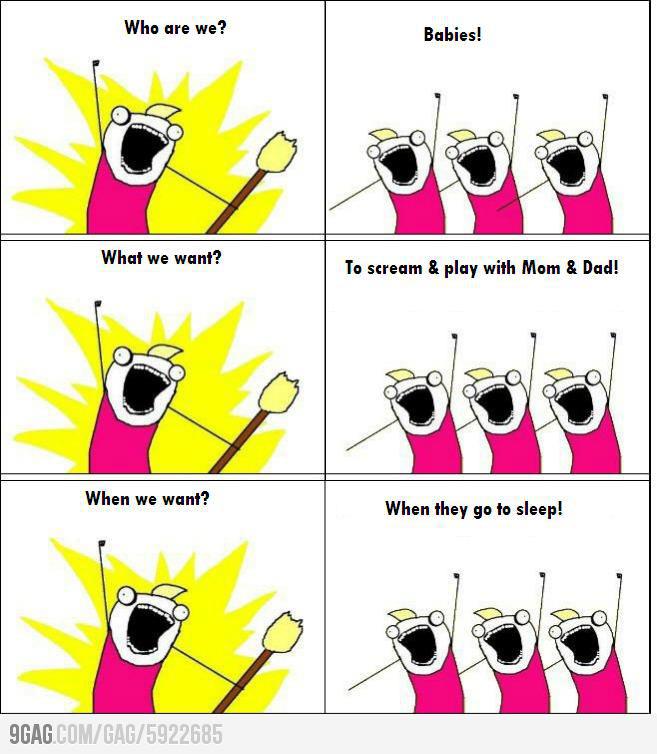 Who are we?
Babies!
What we want?
To scream & play with Mom & Dad!
When we want?
When they go to sleep!
9GAG.COM/GAG/5922685